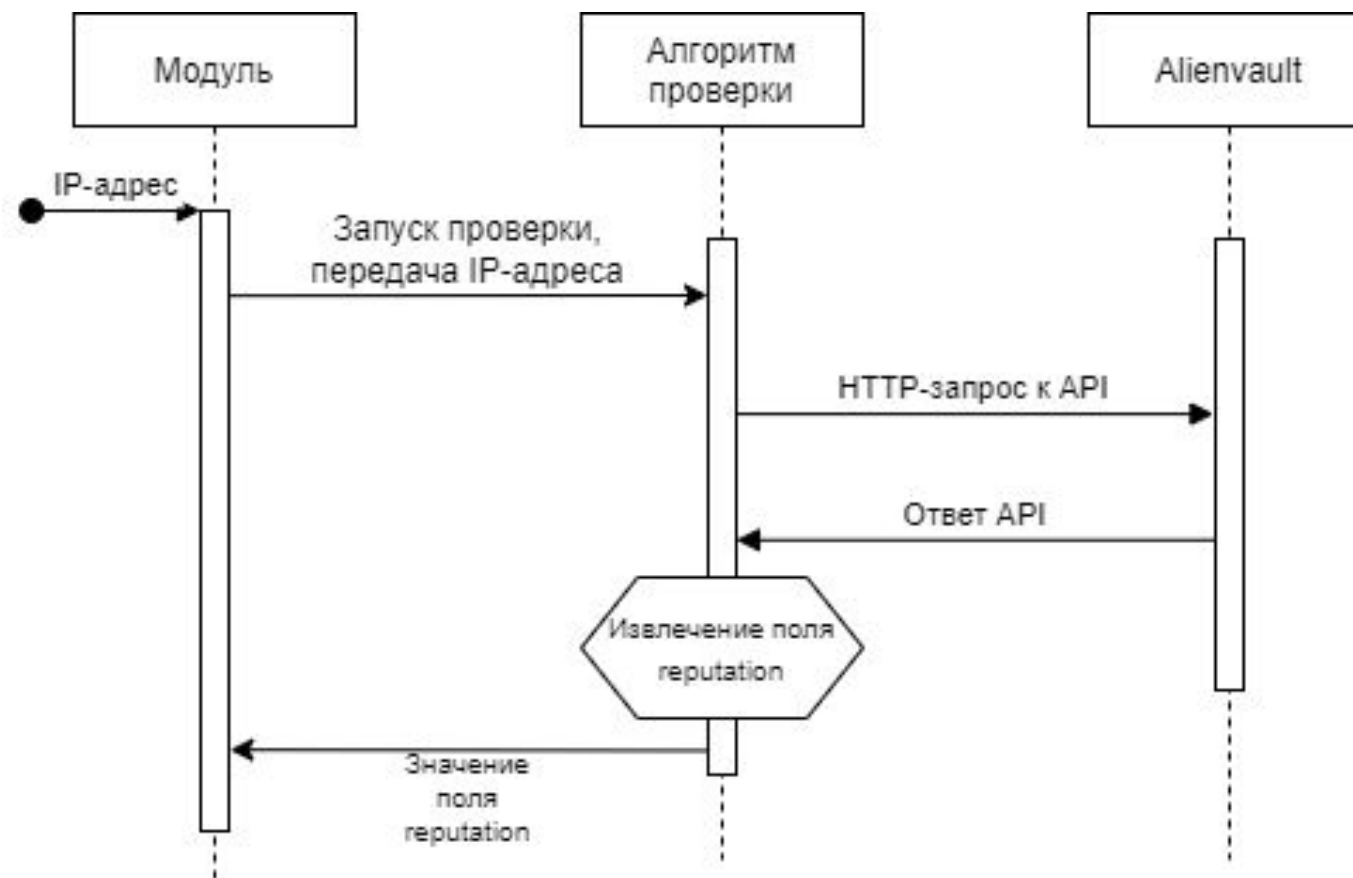 Модуль
Алгоритм
проверки
Alienvault
IP-адрес
Запуск проверки,
передача IP-адреса
HTTP-запрос к API
Ответ API
Извлечение поля
reputation
Значение
поля
reputation